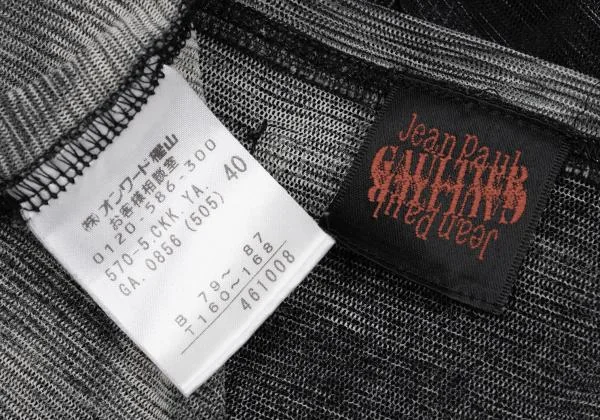 ㈱オンワード樫山
お客様相談室
0120-586-300
570-5.CKK YA. 40
GA.0856 (505)
B 79～ 87
T160～168
461008
Jean Paul
GAULTIER
GAULTIER
Jean Paul